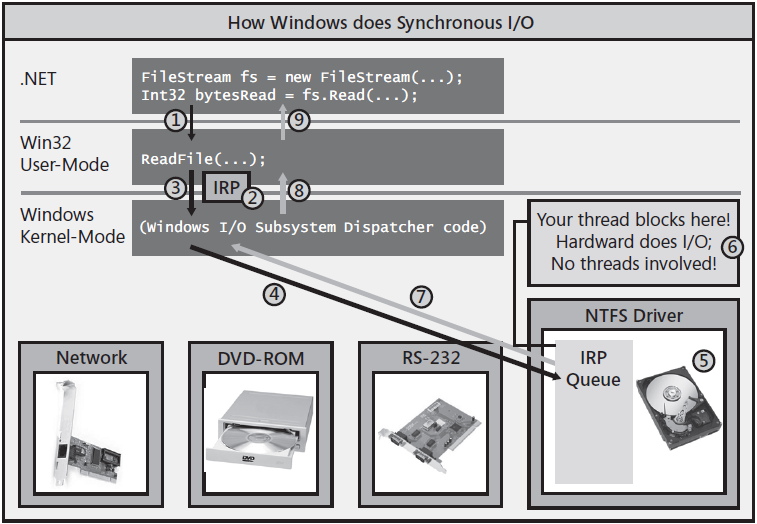 How Windows does Synchronous I/O
.NET
FileStream fs = new FileStream(...);
Int32 bytesRead = fs.Read(...);
1
9
Win32
User-Mode
ReadFile(...);
3
IRP
2
8
Windows
Kernel-Mode
(Windows I/O Subsystem Dispatcher code)
Your thread blocks here!
Hardward does I/O;
No threads involved!
6
4
7
NTFS Driver
IRP
Queue
5
Network
DVD-ROM
DVD
RS-232